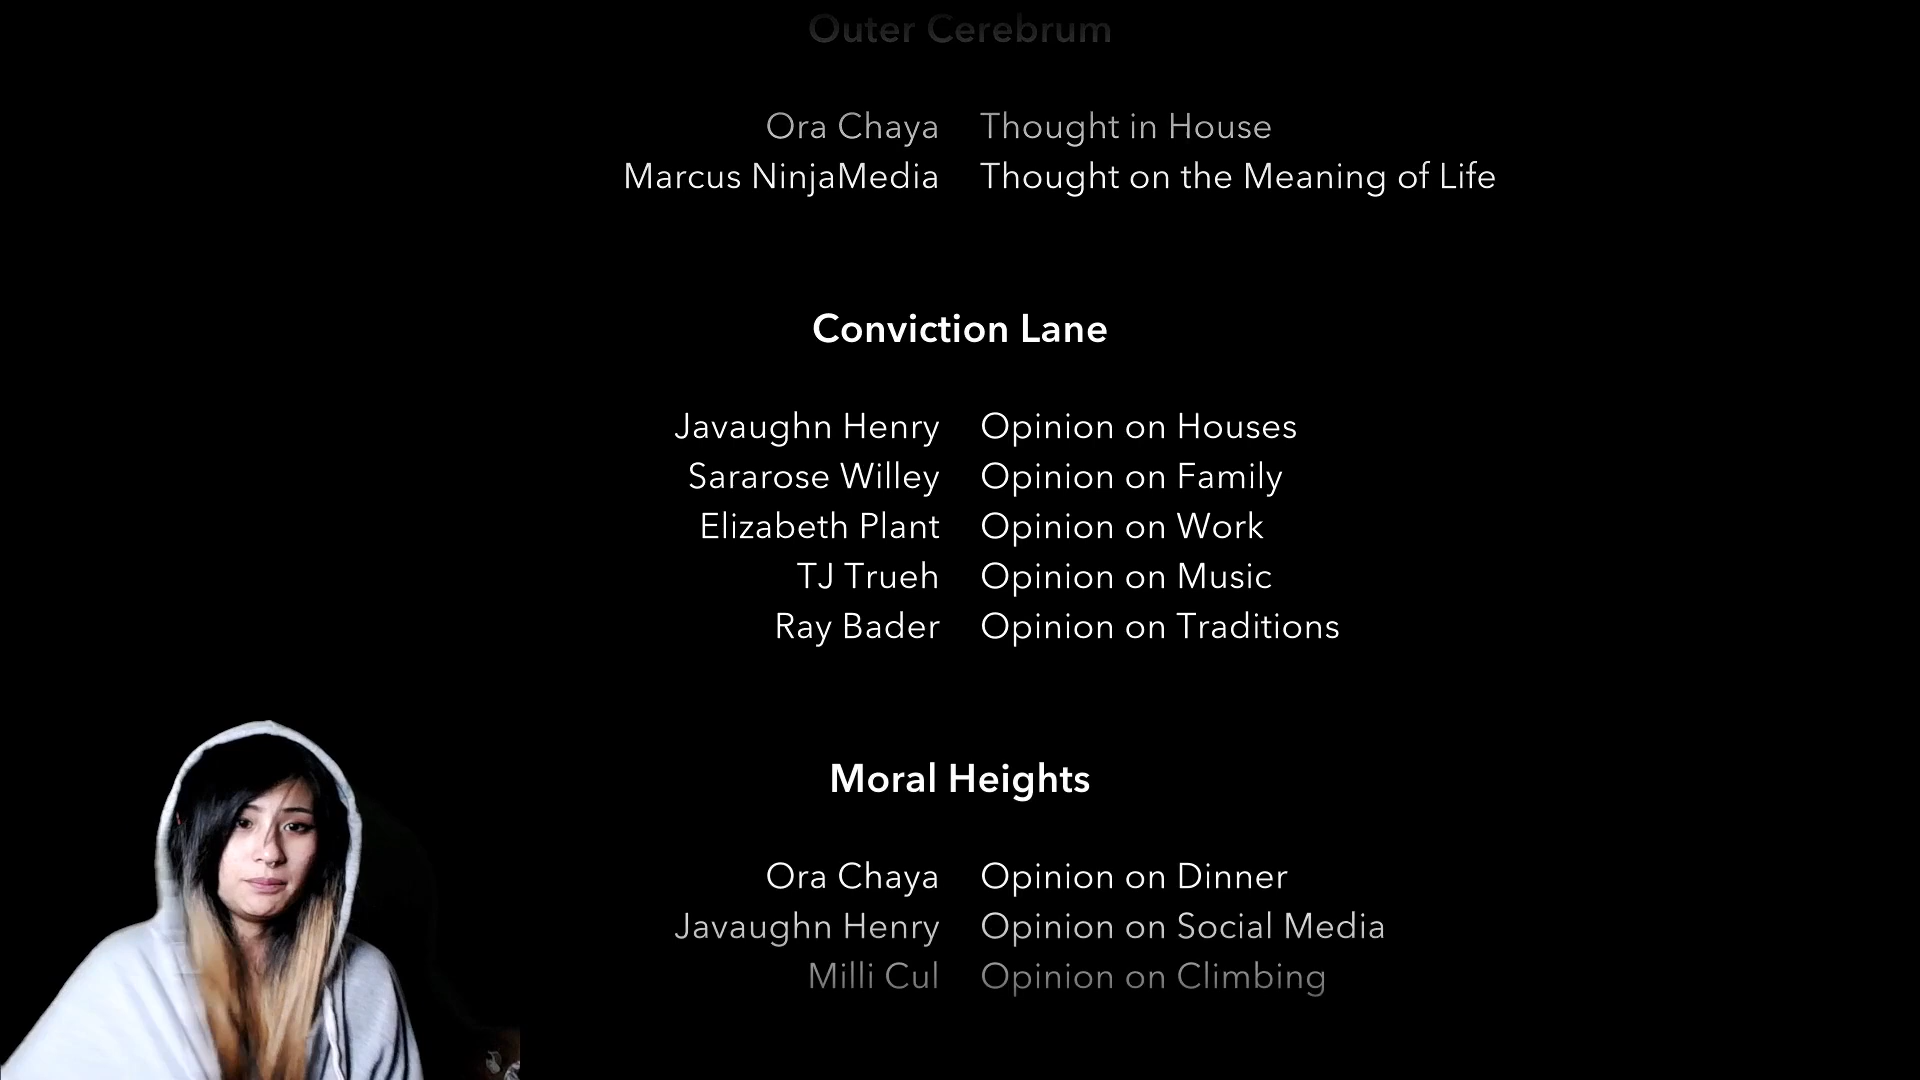 Outer Cerebrum
Ora Chaya Thought in House
Marcus NinjaMedia Thought on the Meaning of Life
Conviction Lane
Javaughn Henry Opinion on Houses
Sararose Willey Opinion on Family
Elizabeth Plant Opinion on Work
TJ Trueh Opinion on Music
Ray Bader Opinion on Traditions
Moral Heights
Ora Chaya Opinion on Dinner
Javaughn Henry Opinion on Social Media
Milli Cul Opinion on Climbing